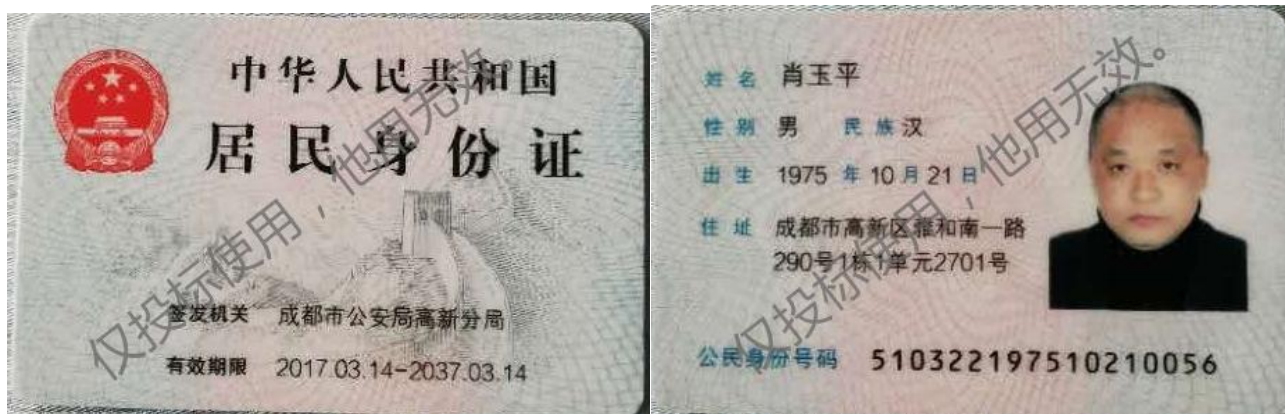 中华人民共和国
居民身份证
签发机关 成都市公安局高新分局
有效期限 2017.03.14-2037.03.14
仅投标使用，他用无效。
姓名 肖玉平
性别 男 民族 汉
出生 1975 年 10 月 21 日
住址 成都市高新区雅和南一路
290号1栋1单元2701号
公民身份号码 510322197510210056
仅投标使用，他用无效。